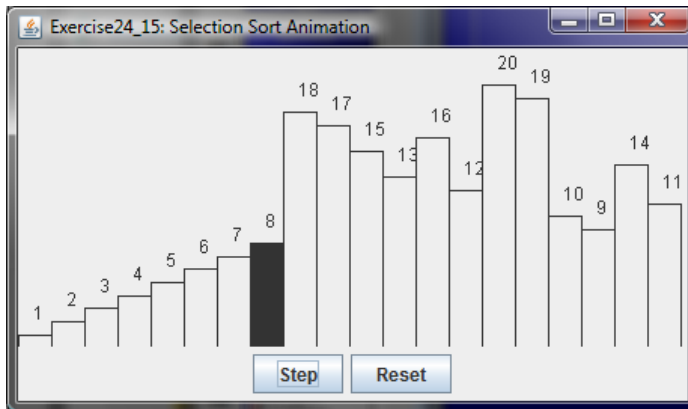 Exercise24_15: Selection Sort Animation
1 2 3 4 5 6 7 8 18 17 15 13 16 12 20 19 10 9 14 11
Step Reset